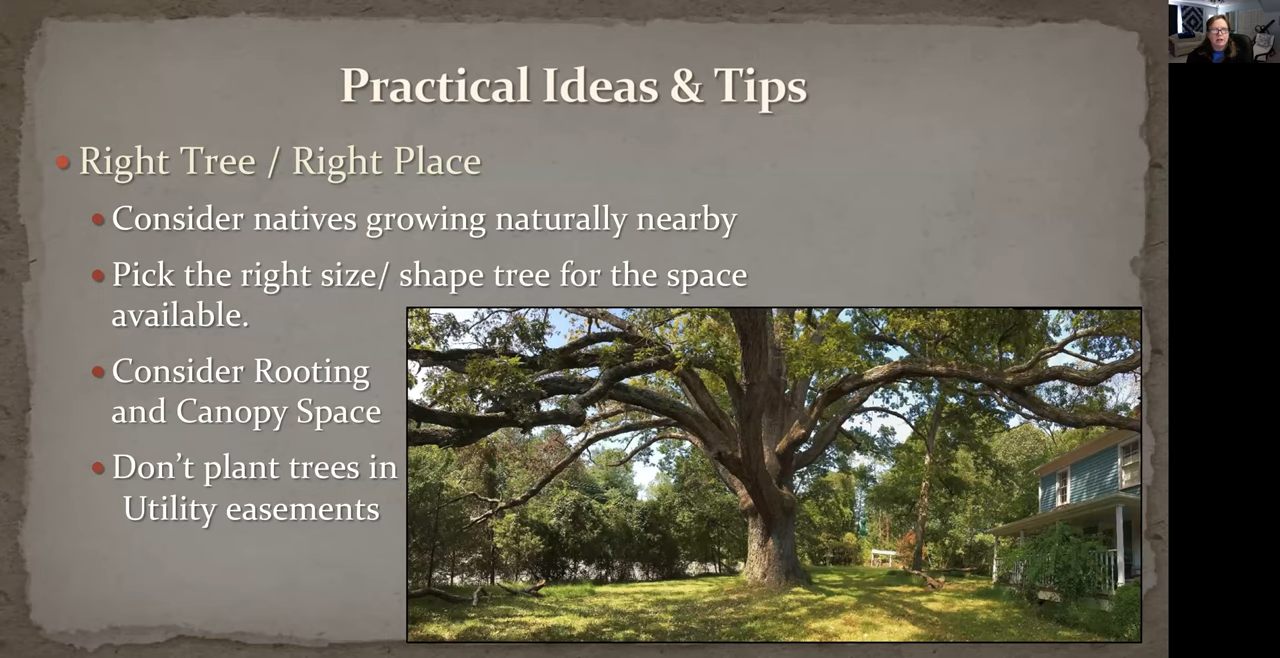 Practical Ideas & Tips
• Right Tree / Right Place
• Consider natives growing naturally nearby
• Pick the right size/ shape tree for the space
available.
• Consider Rooting
and Canopy Space
• Don’t plant trees in
Utility easements